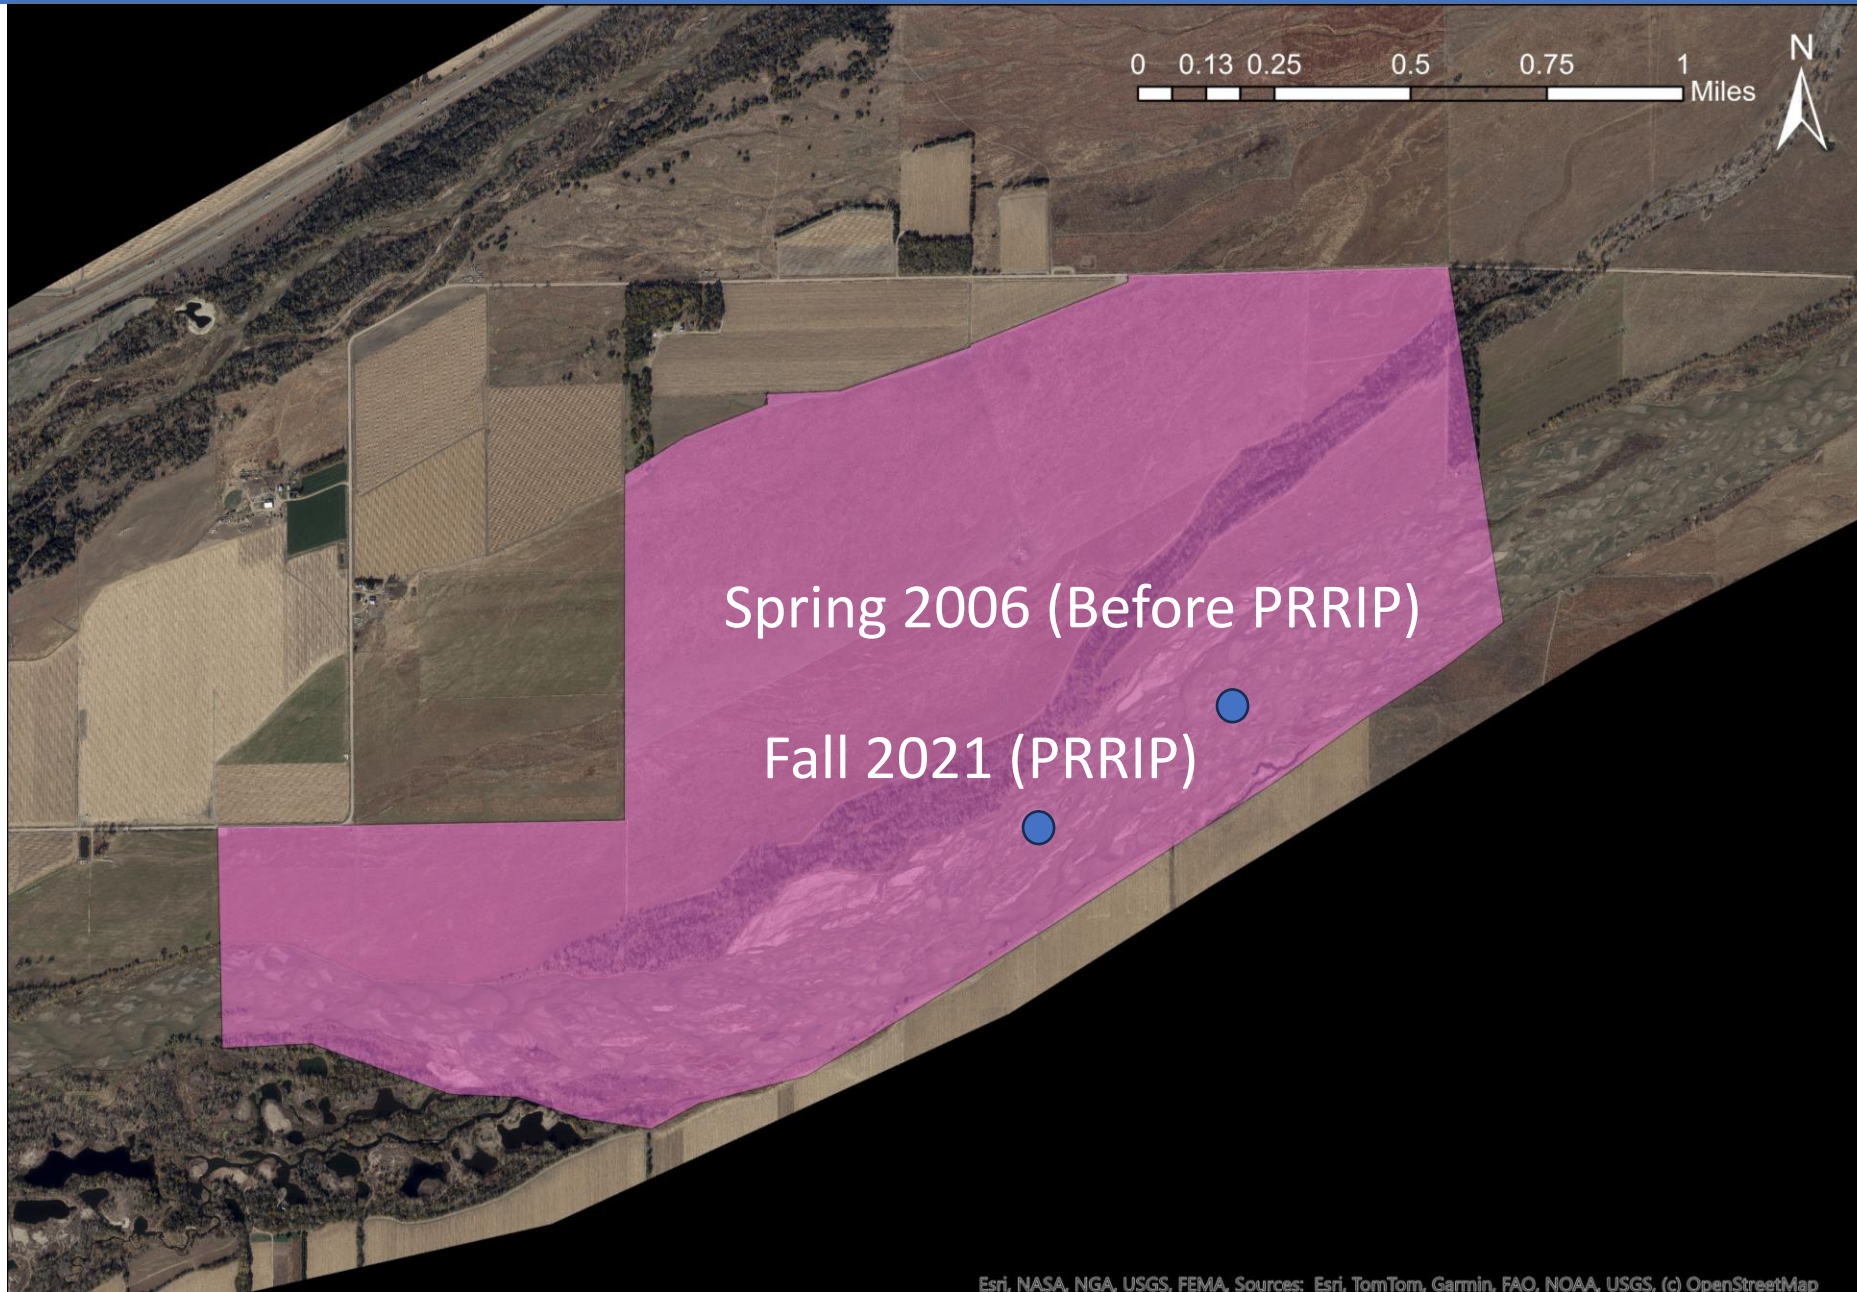 N
0 0.13 0.25 0.5 0.75 1
Miles
Spring 2006 (Before PRRIP)
Fall 2021 (PRRIP)
Esri, NASA, NGA, USGS, FEMA, Sources: Esri, TomTom, Garmin, FAO, NOAA, USGS, (c) OpenStreetMap